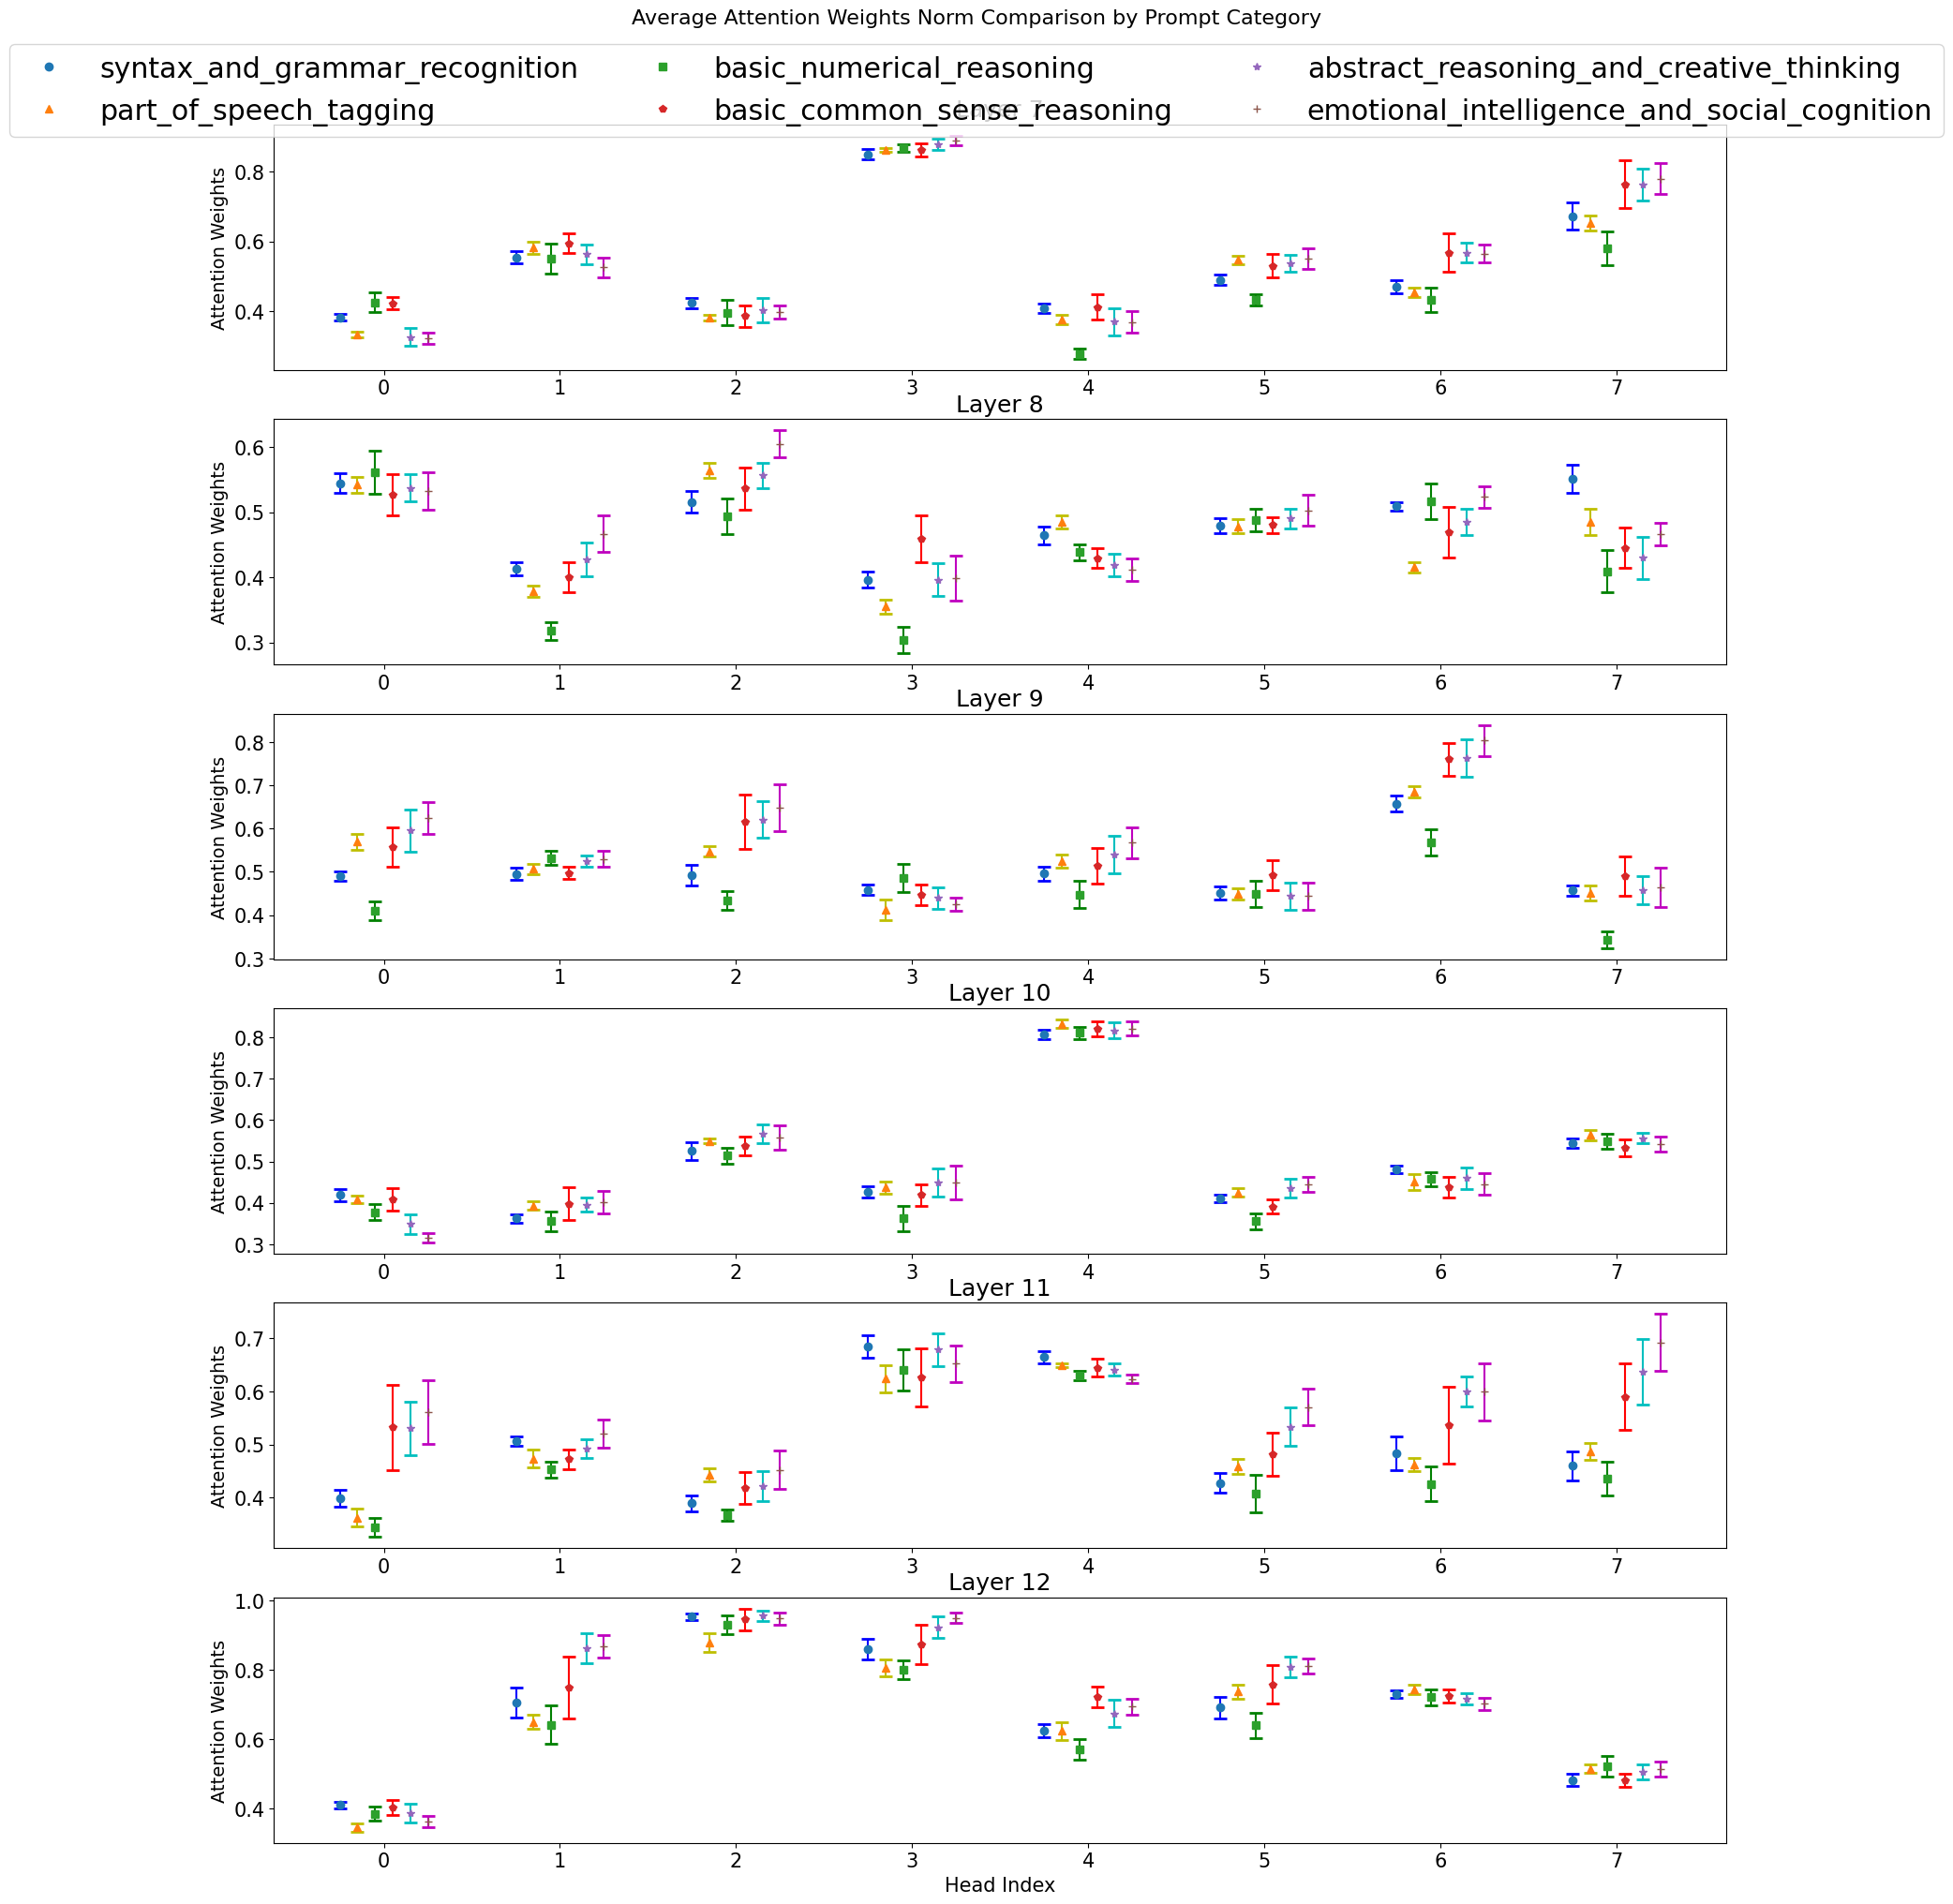 Average Attention Weights Norm Comparison by Prompt Category
syntax_and_grammar_recognition basic_numerical_reasoning abstract_reasoning_and_creative_thinking
part_of_speech_tagging basic_common_sense_reasoning emotional_intelligence_and_social_cognition
Layer 7
Attention Weights
0.8
0.6
0.4
0 1 2 3 4 5 6 7
Layer 8
Attention Weights
0.6
0.5
0.4
0.3
0 1 2 3 4 5 6 7
Layer 9
Attention Weights
0.8
0.7
0.6
0.5
0.4
0.3
0 1 2 3 4 5 6 7
Layer 10
Attention Weights
0.8
0.7
0.6
0.5
0.4
0.3
0 1 2 3 4 5 6 7
Layer 11
Attention Weights
0.7
0.6
0.5
0.4
0 1 2 3 4 5 6 7
Layer 12
Attention Weights
1.0
0.8
0.6
0.4
0 1 2 3 4 5 6 7
Head Index